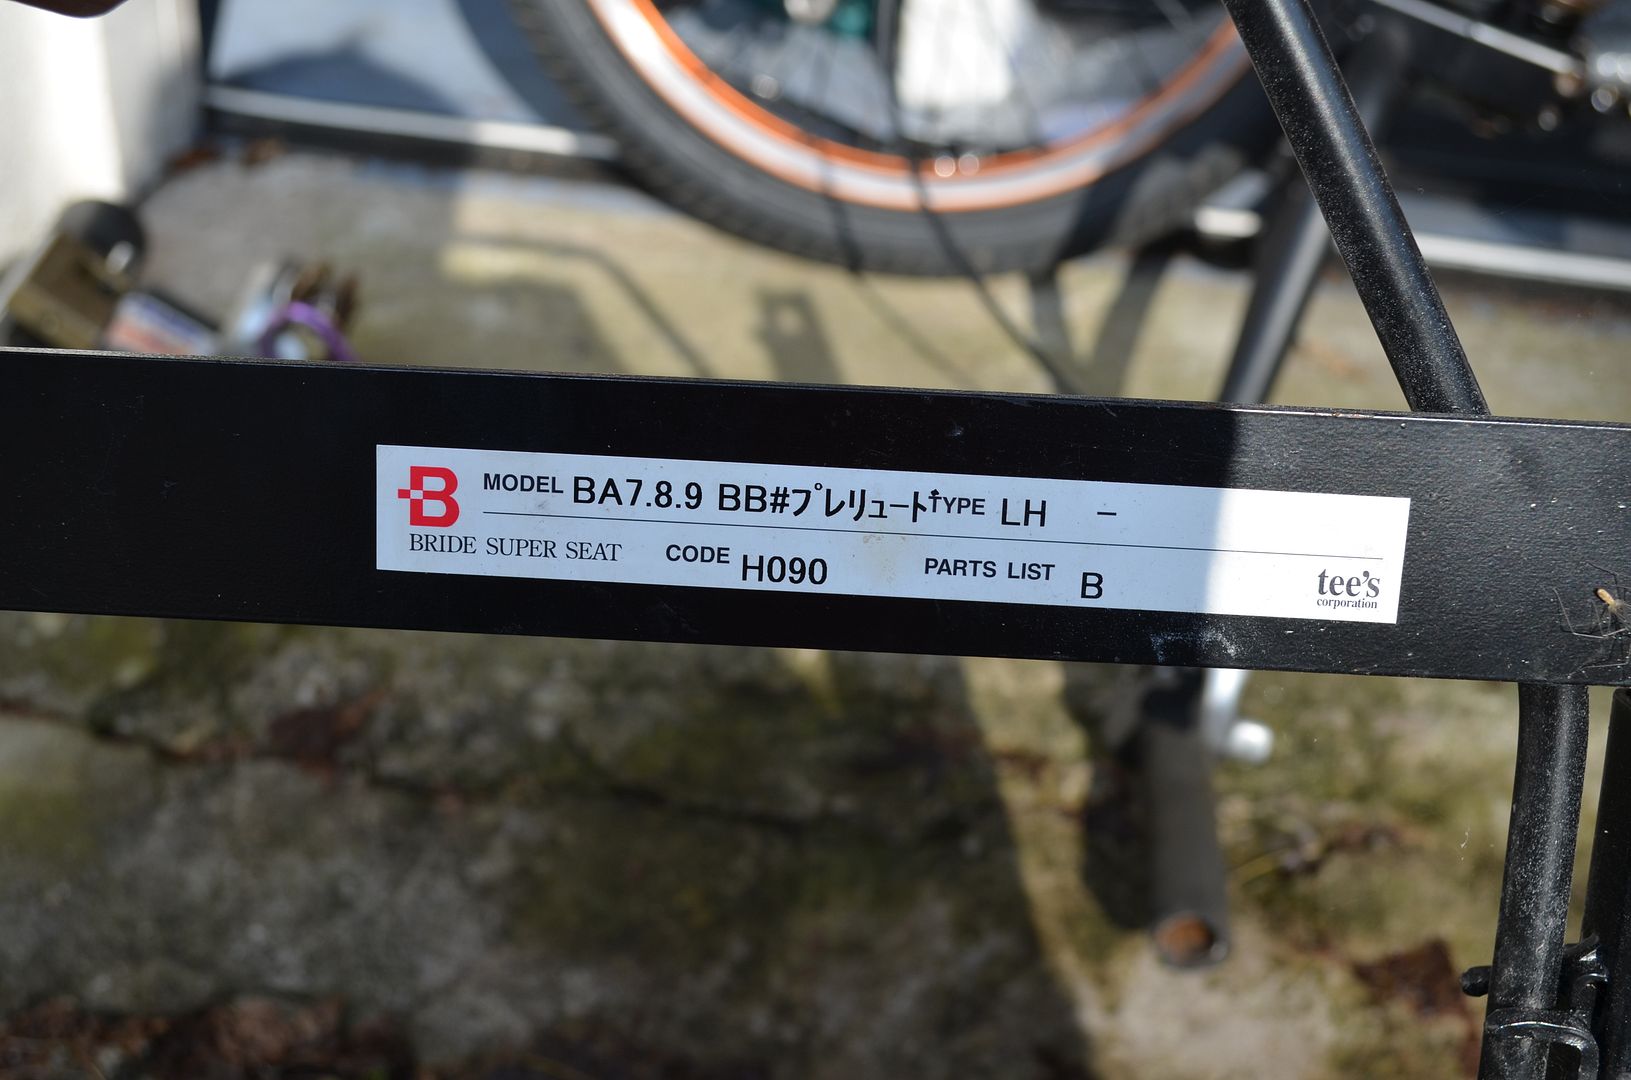 B
MODEL BA7.8.9 BB#プレリュード TYPE LH -
BRIDE SUPER SEAT CODE H090 PARTS LIST B
tee's
corporation